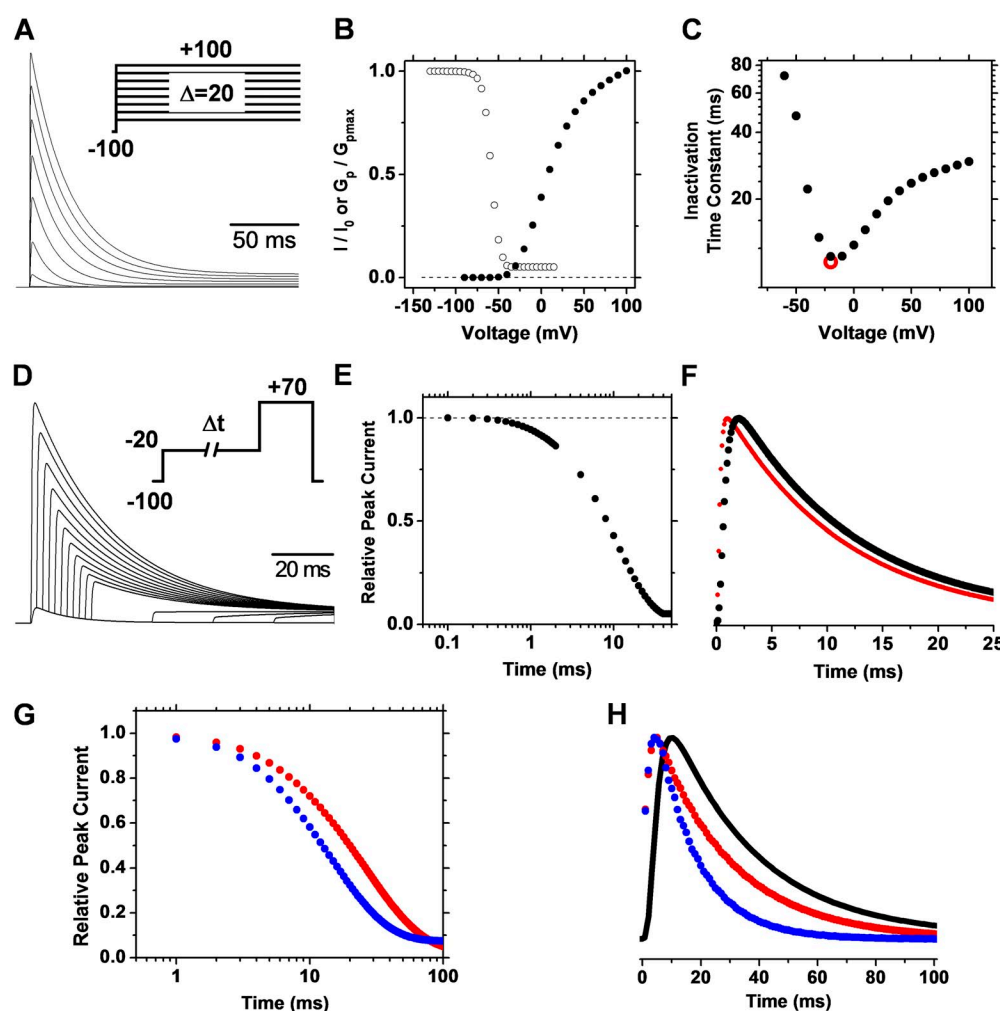 A
+100
Δ=20
-100
50 ms
B
I / I0 or Gp / Gpmax
1.0
0.5
0.0
-150
-100
-50
0
50
100
Voltage (mV)
C
Inactivation
Time Constant (ms)
80
60
40
20
-50
0
50
100
Voltage (mV)
D
+70
-20
Δt
-100
20 ms
E
Relative Peak Current
1.0
0.5
0.0
0.1
1
10
Time (ms)
F
0
5
10
15
20
25
Time (ms)
G
Relative Peak Current
1.0
0.8
0.6
0.4
0.2
0.0
1
10
100
Time (ms)
H
0
20
40
60
80
100
Time (ms)